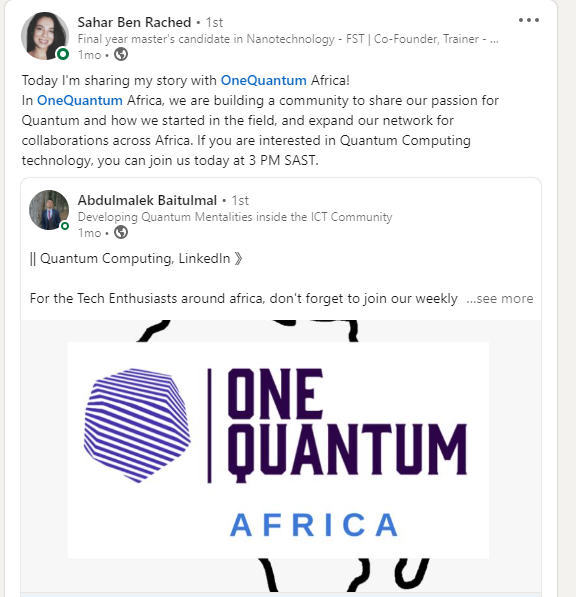 Sahar Ben Rached • 1st
Final year master's candidate in Nanotechnology - FST | Co-Founder, Trainer - ...
1mo •
Today I'm sharing my story with OneQuantum Africa!
In OneQuantum Africa, we are building a community to share our passion for
Quantum and how we started in the field, and expand our network for
collaborations across Africa. If you are interested in Quantum Computing
technology, you can join us today at 3 PM SAST.
Abdulmalek Baitulmal • 1st
Developing Quantum Mentalities inside the ICT Community
1mo •
|| Quantum Computing, LinkedIn 》
For the Tech Enthusiasts around africa, don't forget to join our weekly ...see more
ONE
QUANTUM
AFRICA